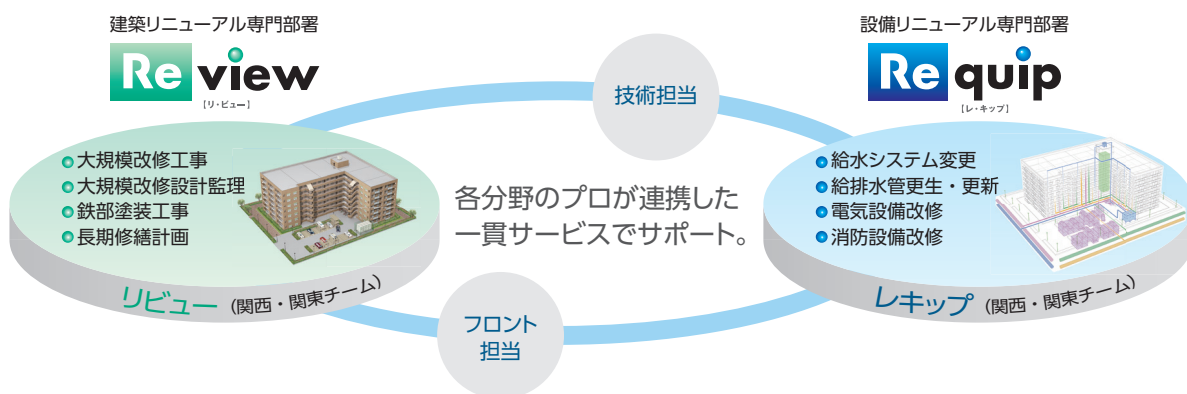 建築リニューアル専門部署
Review
【リ・ビュー】
大規模改修工事
大規模改修設計監理
鉄部塗装工事
長期修繕計画
リビュー（関西・関東チーム）
技術担当
各分野のプロが連携した
一貫サービスでサポート。
フロント
担当
設備リニューアル専門部署
Requip
【レ・キップ】
給水システム変更
給排水管更生・更新
電気設備改修
消防設備改修
レキップ（関西・関東チーム）